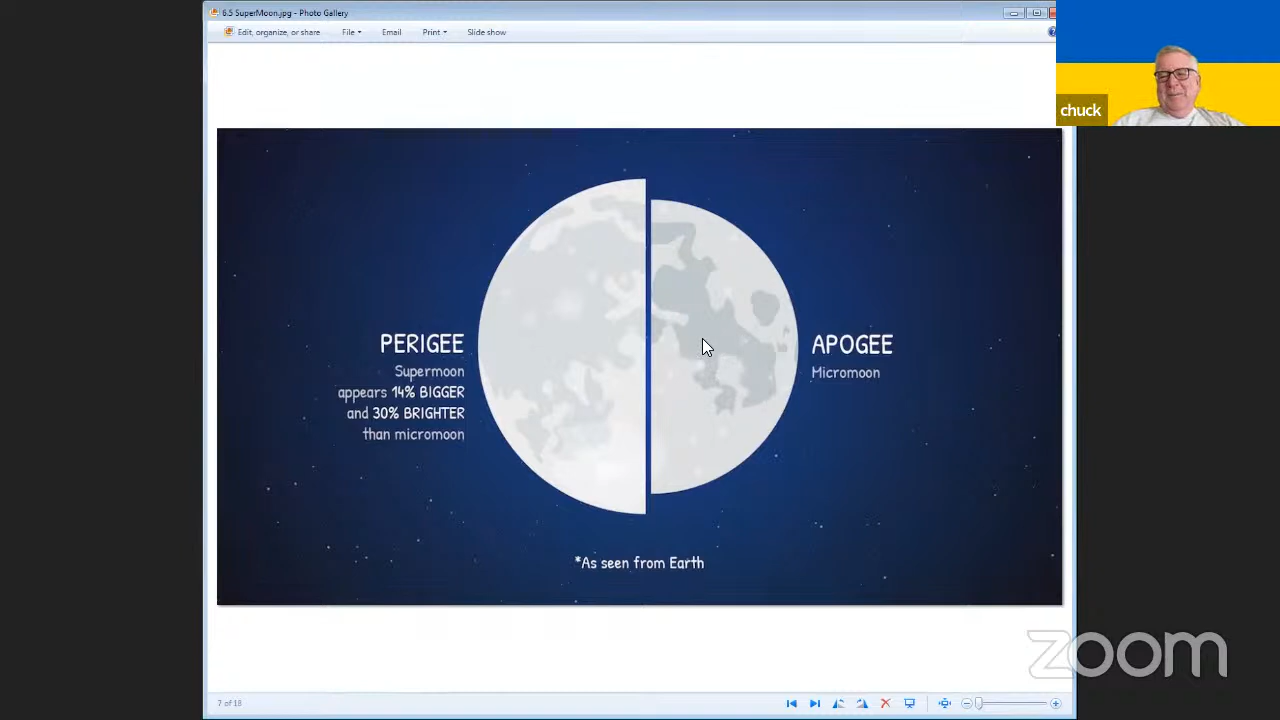 6.5 SuperMoon.jpg - Photo Gallery
Edit, organize, or share File Email Print Slide show
chuck
PERIGEE
Supermoon
appears 14% BIGGER
and 30% BRIGHTER
than micromoon
APOGEE
Micromoon
*As seen from Earth
zoom
7 of 18